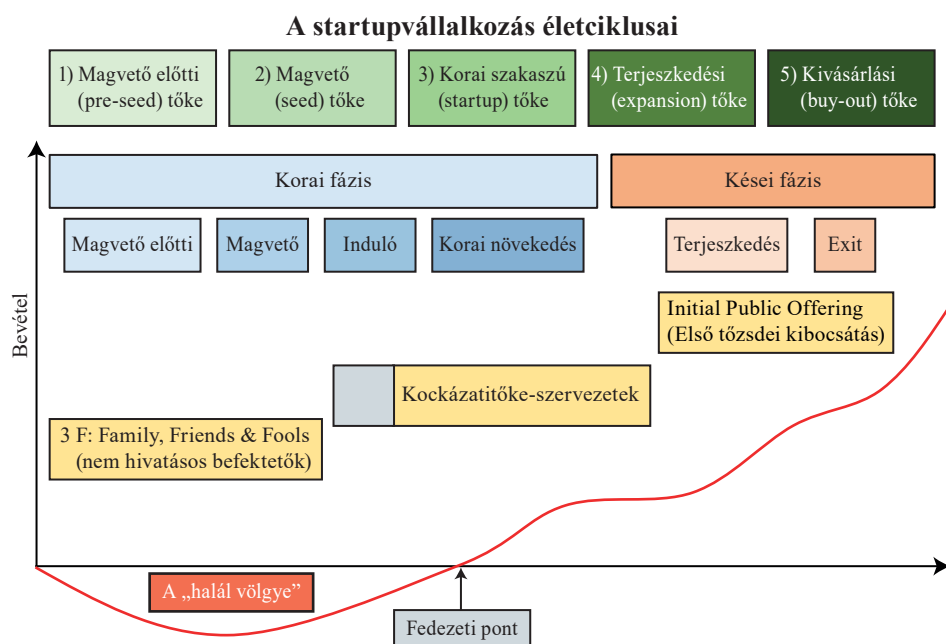 A startupvállalkozás életciklusai
1) Magvető előtti
(pre-seed) tőke
2) Magvető
(seed) tőke
3) Korai szakaszú
(startup) tőke
4) Terjeszkedési
(expansion) tőke
5) Kivásárlási
(buy-out) tőke
Korai fázis
Kései fázis
Magvető előtti
Magvető
Induló
Korai növekedés
Terjeszkedés
Exit
Bevétel
Initial Public Offering
(Első tőzsdei kibocsátás)
Kockázatitőke-szervezetek
3 F: Family, Friends & Fools
(nem hivatásos befektetők)
A „halál völgye”
Fedezeti pont